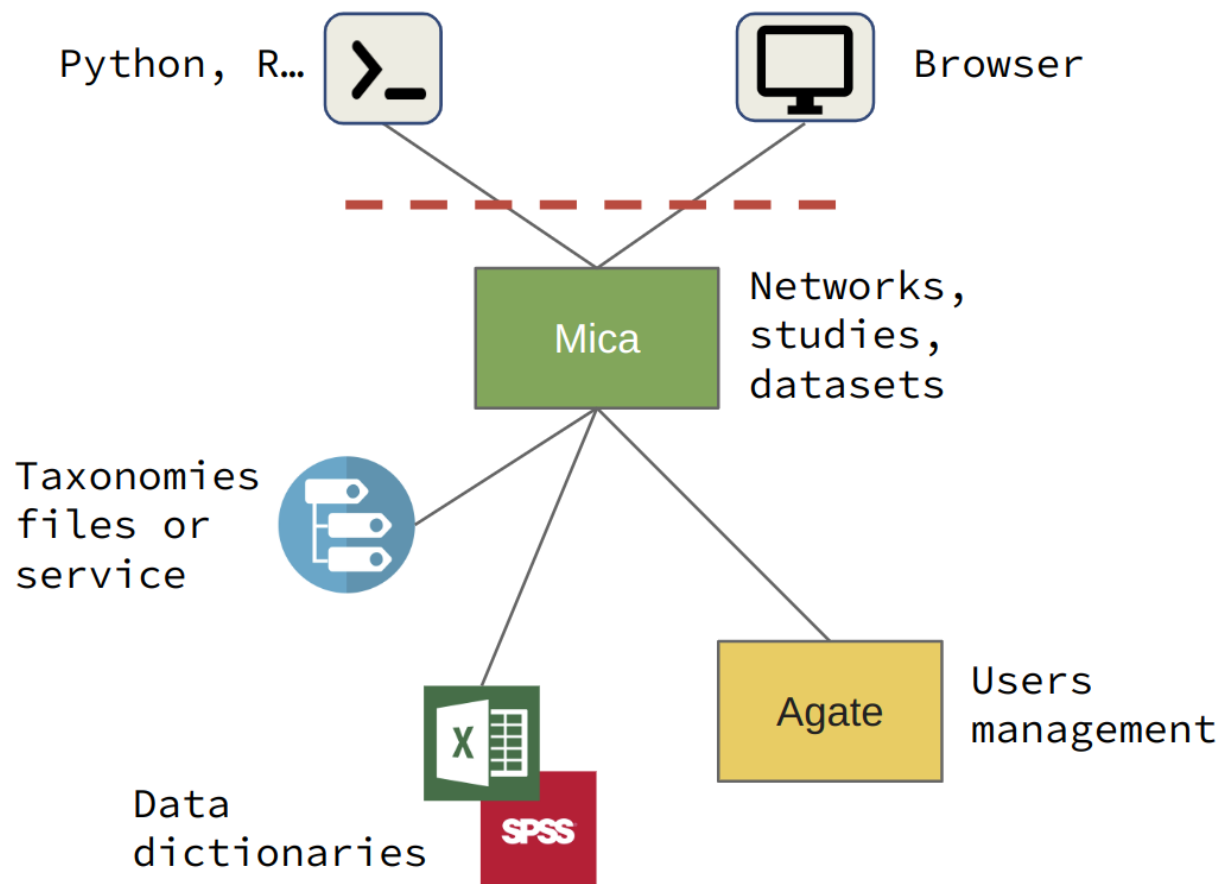 Python, R…
Browser
Mica
Networks,
studies,
datasets
Taxonomies
files or
service
Agate
Users
management
X
SPSS
Data
dictionaries